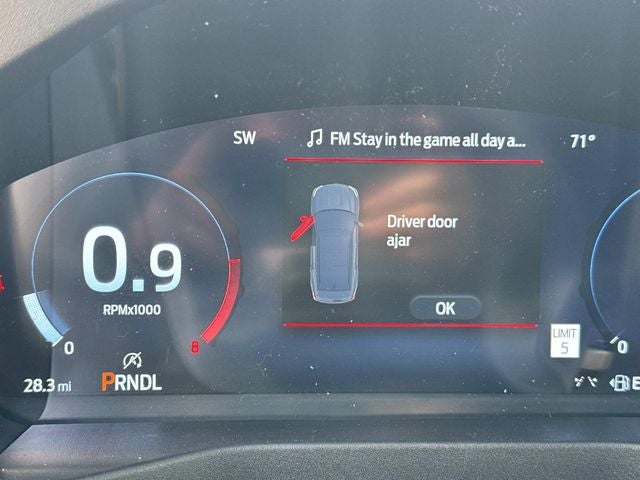 SW
FM Stay in the game all day a...
71°
Driver door
ajar
0.9
RPMx1000
OK
LIMIT
5
0
8
0
28.3 mi
PRNDL
E